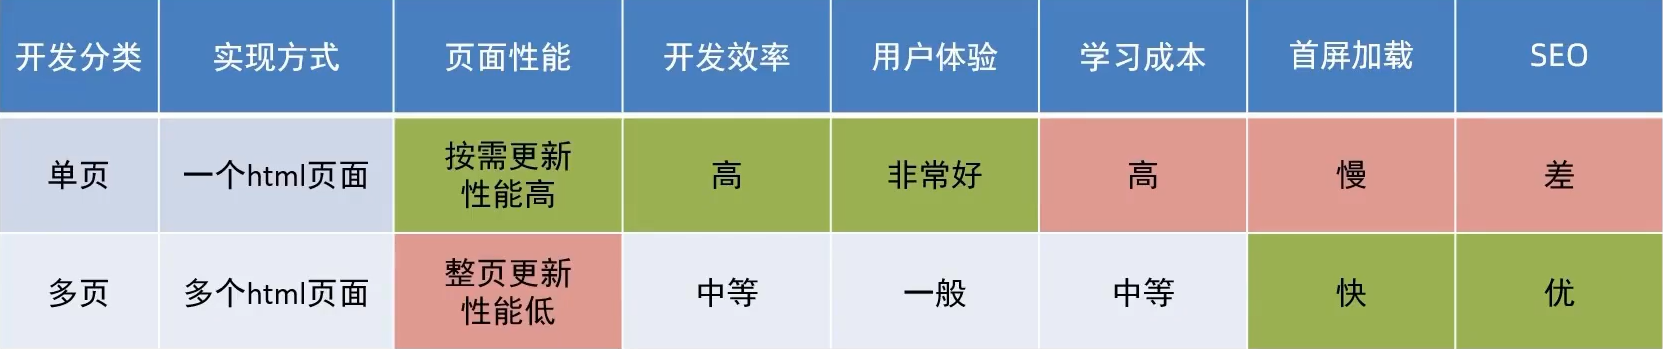 开发分类 实现方式 页面性能 开发效率 用户体验 学习成本 首屏加载 SEO
单页 一个html页面 按需更新 高 非常好 高 慢 差
性能高
多页 多个html页面 整页更新 中等 一般 中等 快 优
性能低